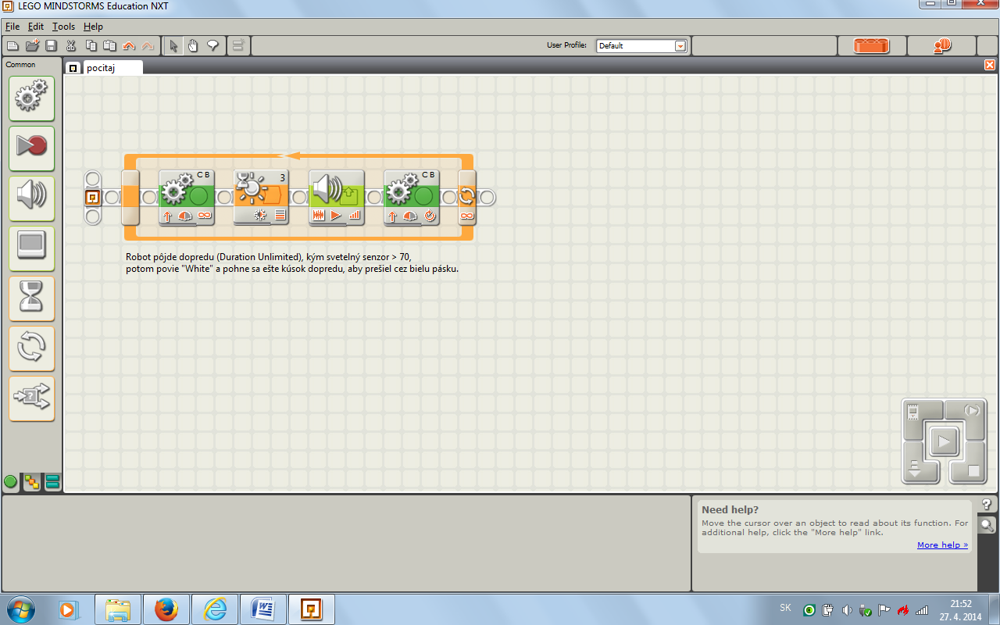 LEGO MINDSTORMS Education NXT
File Edit Tools Help
User Profile: Default
Common
pocitaj
C B
3
C B
Robot pôjde dopredu (Duration Unlimited), kým svetelný senzor > 70,
potom povie "White" a pohne sa ešte kúsok dopredu, aby prešiel cez bielu pásku.
Need help?
Move the cursor over an object to read about its function. For
additional help, click the "More help" link.
More help »
SK
21:52
27. 4. 2014